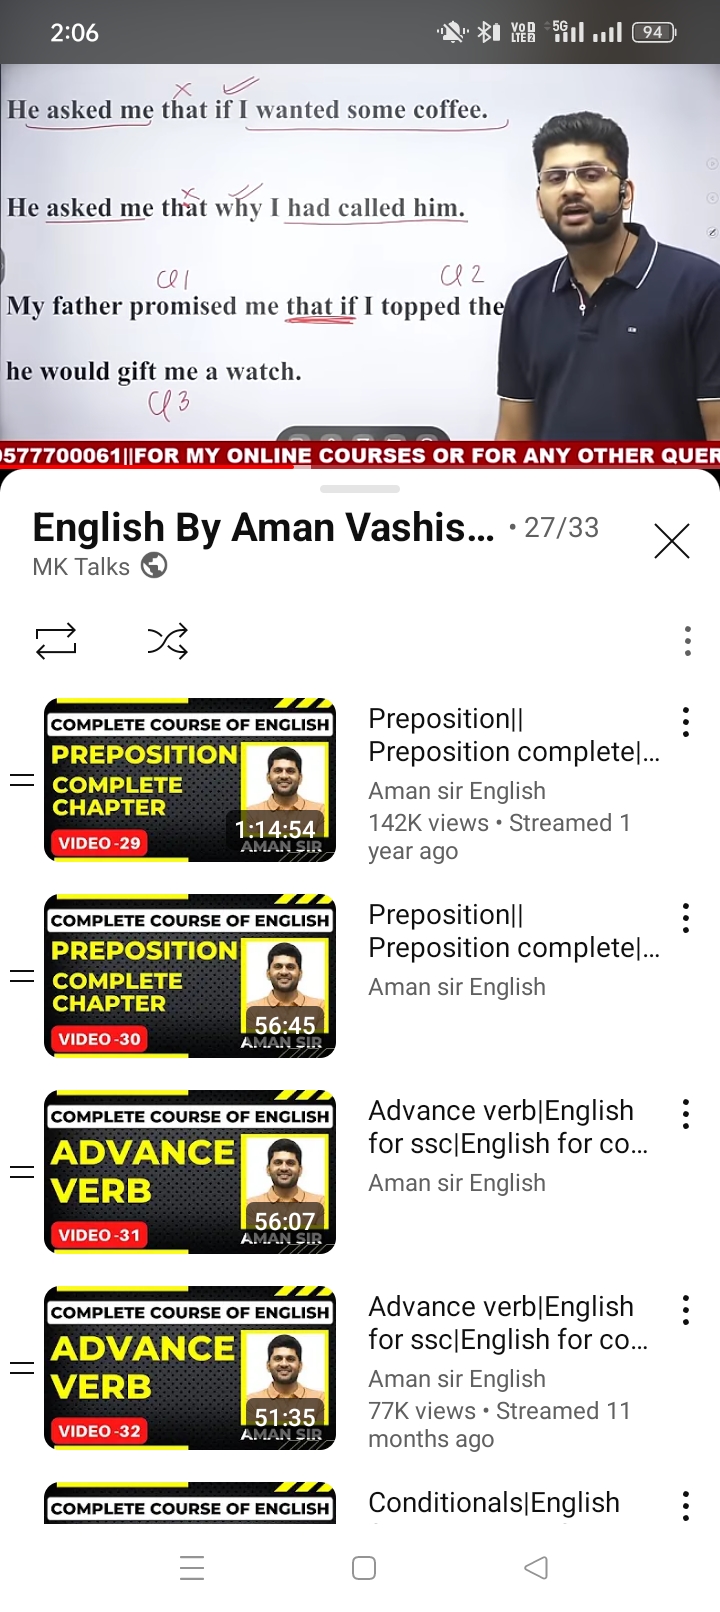 2:06
VoD LTE2
5G
94
He asked me that if I wanted some coffee.
He asked me that why I had called him.
Cl 1
Cl 2
My father promised me that if I topped the
he would gift me a watch.
Cl 3
9577700061||FOR MY ONLINE COURSES OR FOR ANY OTHER QUER
English By Aman Vashis... • 27/33
MK Talks
COMPLETE COURSE OF ENGLISH
PREPOSITION
COMPLETE
CHAPTER
VIDEO -29
1:14:54
AMAN SIR
Preposition||
Preposition complete|...
Aman sir English
142K views • Streamed 1
year ago
COMPLETE COURSE OF ENGLISH
PREPOSITION
COMPLETE
CHAPTER
VIDEO -30
56:45
AMAN SIR
Preposition||
Preposition complete|...
Aman sir English
COMPLETE COURSE OF ENGLISH
ADVANCE
VERB
VIDEO -31
56:07
AMAN SIR
Advance verb|English
for ssc|English for co...
Aman sir English
COMPLETE COURSE OF ENGLISH
ADVANCE
VERB
VIDEO -32
51:35
AMAN SIR
Advance verb|English
for ssc|English for co...
Aman sir English
77K views • Streamed 11
months ago
COMPLETE COURSE OF ENGLISH
Conditionals|English